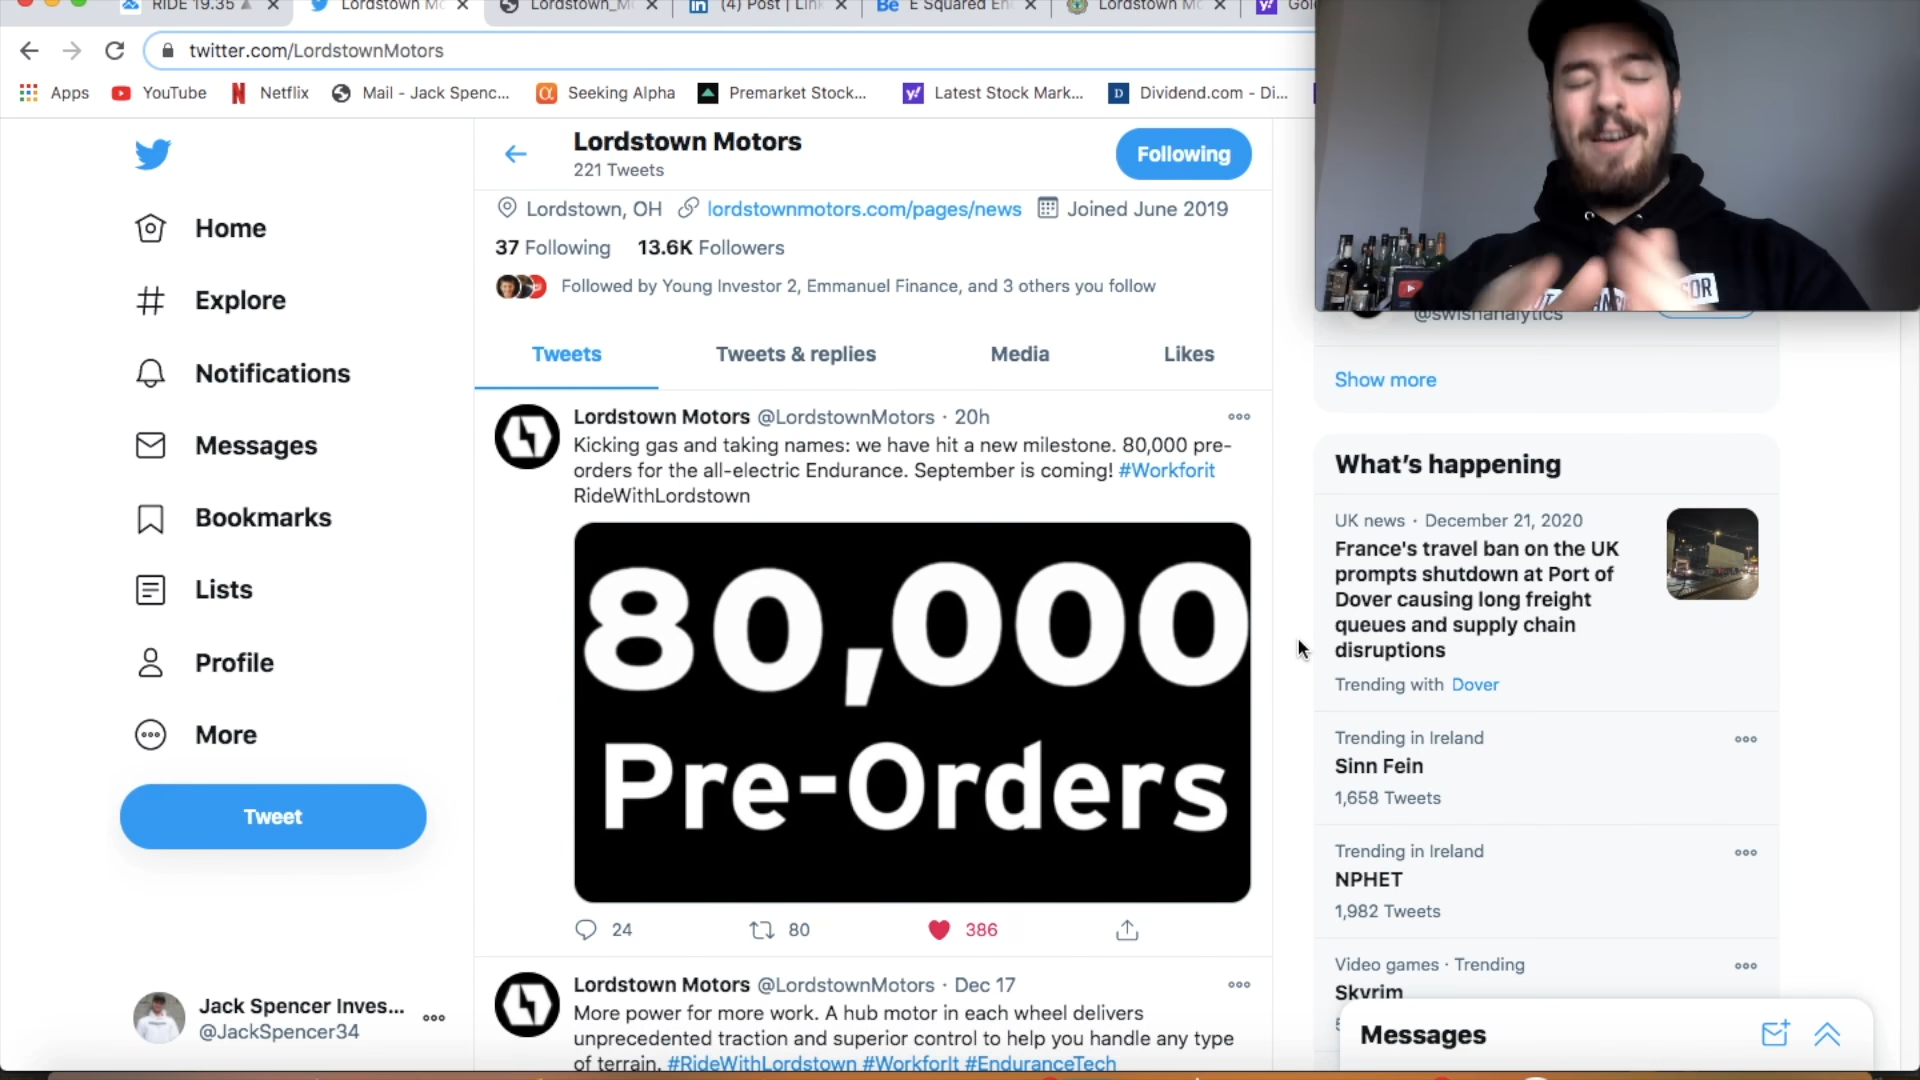 RIDE 19.35
Lordstown Mo
Lordstown_Mo
(4) Post | Link
E Squared En
Lordstown Mo
twitter.com/LordstownMotors
Apps
YouTube
Netflix
Mail - Jack Spenc...
Seeking Alpha
Premarket Stock...
Latest Stock Mark...
Dividend.com - Di...
Lordstown Motors
221 Tweets
Following
Lordstown, OH
lordstownmotors.com/pages/news
Joined June 2019
37 Following
13.6K Followers
Followed by Young Investor 2, Emmanuel Finance, and 3 others you follow
Tweets
Tweets & replies
Media
Likes
Home
Explore
Notifications
Messages
Bookmarks
Lists
Profile
More
Tweet
Jack Spencer Inves...
@JackSpencer34
Lordstown Motors @LordstownMotors · 20h
Kicking gas and taking names: we have hit a new milestone. 80,000 pre-
orders for the all-electric Endurance. September is coming! #Workforit
RideWithLordstown
80,000
Pre-Orders
24
80
386
Lordstown Motors @LordstownMotors · Dec 17
More power for more work. A hub motor in each wheel delivers
unprecedented traction and superior control to help you handle any type
of terrain. #RideWithLordstown #WorkforIt #EnduranceTech
@swishanalytics
Show more
What's happening
UK news · December 21, 2020
France's travel ban on the UK
prompts shutdown at Port of
Dover causing long freight
queues and supply chain
disruptions
Trending with Dover
Trending in Ireland
Sinn Fein
1,658 Tweets
Trending in Ireland
NPHET
1,982 Tweets
Video games · Trending
Skyrim
Messages